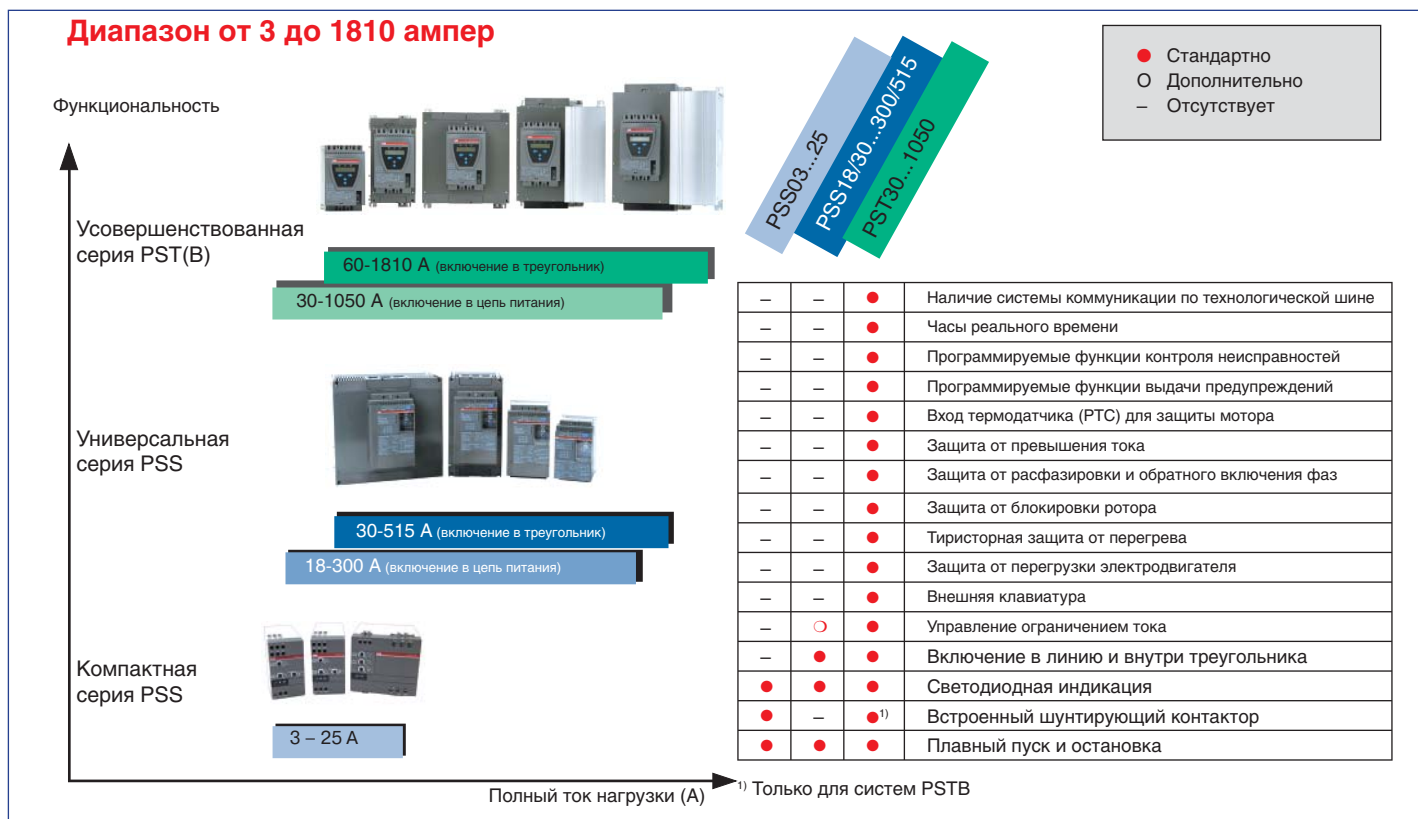 Диапазон от 3 до 1810 ампер
Функциональность
Усовершенствованная
серия PST(B)
60-1810 A (включение в треугольник)
30-1050 A (включение в цепь питания)
Универсальная
серия PSS
30-515 A (включение в треугольник)
18-300 A (включение в цепь питания)
Компактная
серия PSS
3 – 25 A
Полный ток нагрузки (A)
PSS03...25
PSS18/30...300/515
PST30...1050
● Стандартно
O Дополнительно
– Отсутствует
– – ● Наличие системы коммуникации по технологической шине
– – ● Часы реального времени
– – ● Программируемые функции контроля неисправностей
– – ● Программируемые функции выдачи предупреждений
– – ● Вход термодатчика (PTC) для защиты мотора
– – ● Защита от превышения тока
– – ● Защита от расфазировки и обратного включения фаз
– – ● Защита от блокировки ротора
– – ● Тиристорная защита от перегрева
– – ● Защита от перегрузки электродвигателя
– – ● Внешняя клавиатура
– O ● Управление ограничением тока
– ● ● Включение в линию и внутри треугольника
● ● ● Светодиодная индикация
● – ●1) Встроенный шунтирующий контактор
● ● ● Плавный пуск и остановка
1) Только для систем PSTB